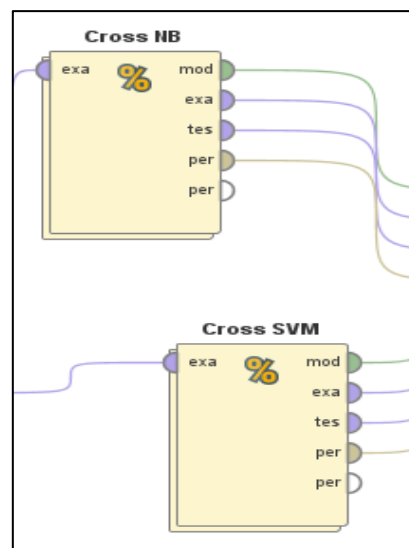 Cross NB
exa mod
exa
tes
per
per
Cross SVM
exa mod
exa
tes
per
per